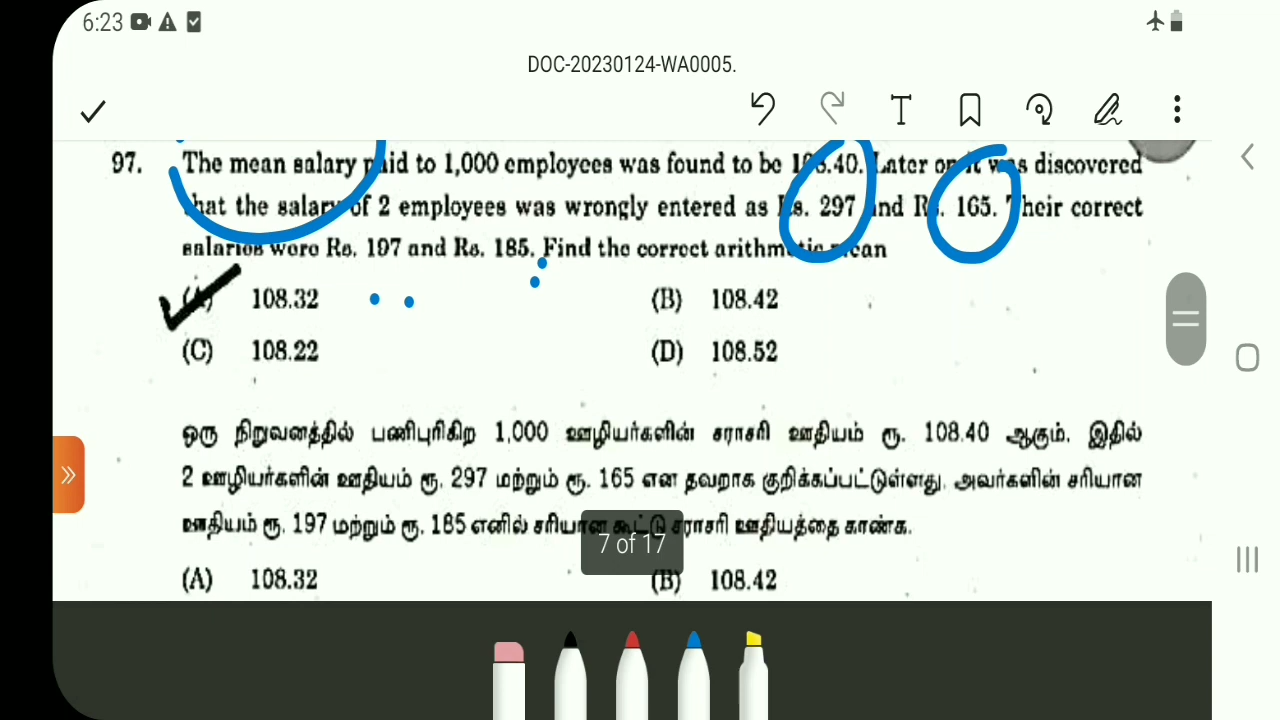 6:23
DOC-20230124-WA0005.
97. The mean salary paid to 1,000 employees was found to be 108.40. Later on it was discovered
that the salary of 2 employees was wrongly entered as Rs. 297 and Rs. 165. Their correct
salaries were Rs. 197 and Rs. 185. Find the correct arithmetic mean
(A) 108.32 (B) 108.42
(C) 108.22 (D) 108.52
ஒரு நிறுவனத்தில் பணிபுரிகிற 1,000 ஊழியர்களின் சராசரி ஊதியம் ரூ. 108.40 ஆகும். இதில்
2 ஊழியர்களின் ஊதியம் ரூ. 297 மற்றும் ரூ. 165 என தவறாக குறிக்கப்பட்டுள்ளது. அவர்களின் சரியான
ஊதியம் ரூ. 197 மற்றும் ரூ. 185 எனில் சரியான கூட்டு சராசரி ஊதியத்தை காண்க.
7 of 17
(A) 108.32 (B) 108.42